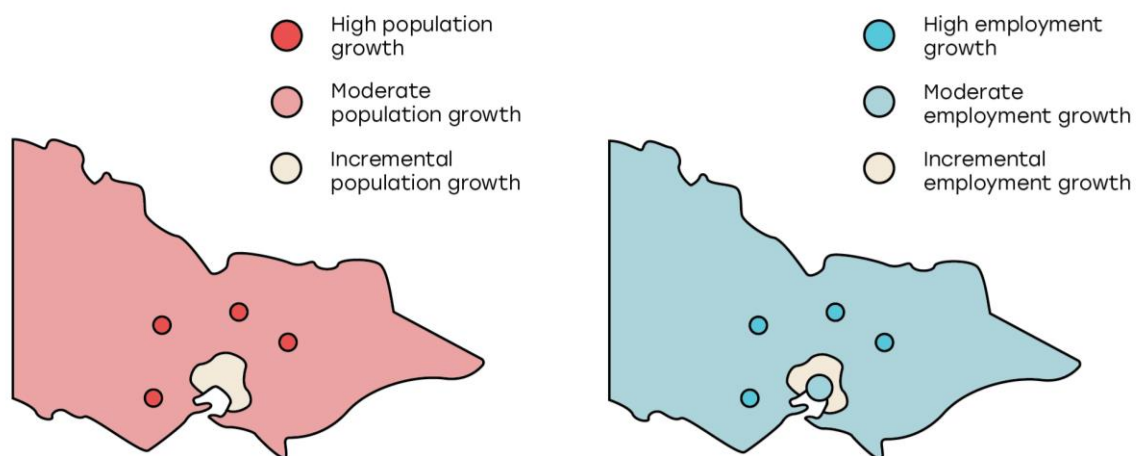 High population
growth
Moderate
population growth
Incremental
population growth
High employment
growth
Moderate
employment growth
Incremental
employment growth